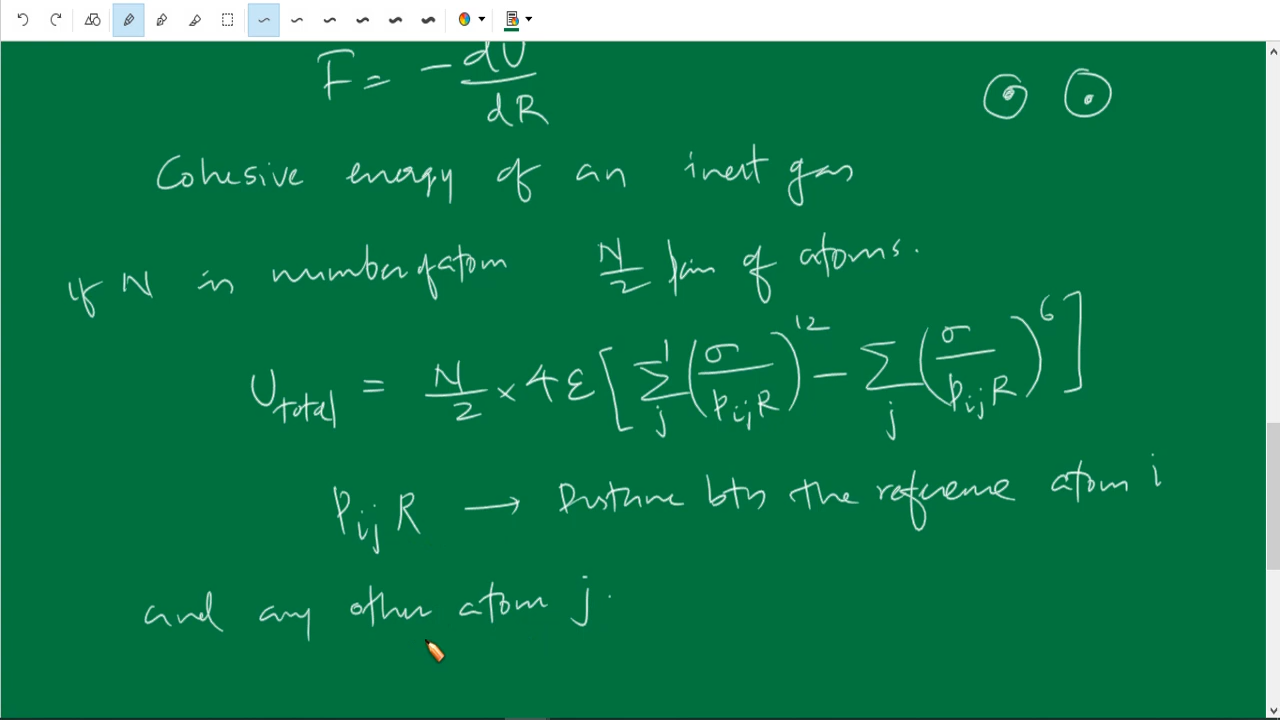 F = - dU/dR
Cohesive energy of an inert gas
if N is number of atom N/2 pair of atoms.
U_total = N/2 × 4ε [ Σ'_j (σ/P_ij R)^12 - Σ_j (σ/P_ij R)^6 ]
P_ij R → Distance btn the reference atom i
and any other atom j.